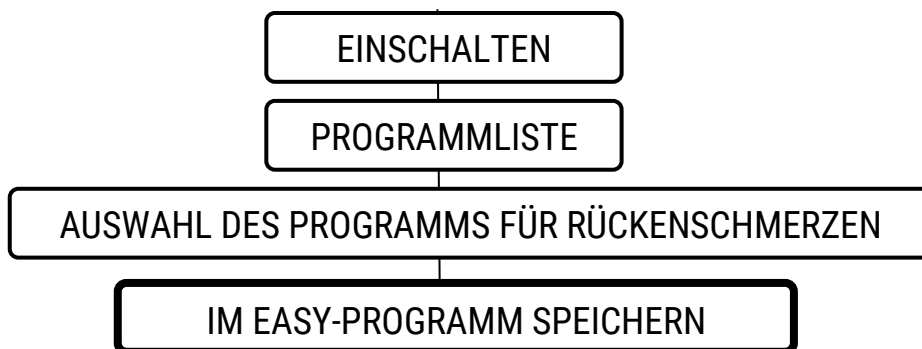 EINSCHALTEN
PROGRAMMLISTE
AUSWAHL DES PROGRAMMS FÜR RÜCKENSCHMERZEN
IM EASY-PROGRAMM SPEICHERN